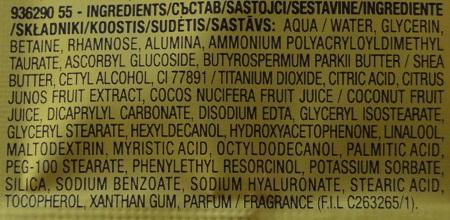 936290 55 - INGREDIENTS/СЪСТАВ/SASTOJCI/SESTAVINE/INGREDIENTE
/SKŁADNIKI/KOOSTIS/SUDĖTIS/SASTĀVS: AQUA / WATER, GLYCERIN,
BETAINE, RHAMNOSE, ALUMINA, AMMONIUM POLYACRYLOYLDIMETHYL
TAURATE, ASCORBYL GLUCOSIDE, BUTYROSPERMUM PARKII BUTTER / SHEA
BUTTER, CETYL ALCOHOL, CI 77891 / TITANIUM DIOXIDE, CITRIC ACID, CITRUS
JUNOS FRUIT EXTRACT, COCOS NUCIFERA FRUIT JUICE / COCONUT FRUIT
JUICE, DICAPRYLYL CARBONATE, DISODIUM EDTA, GLYCERYL ISOSTEARATE,
GLYCERYL STEARATE, HEXYLDECANOL, HYDROXYACETOPHENONE, LINALOOL,
MALTODEXTRIN, MYRISTIC ACID, OCTYLDODECANOL, PALMITIC ACID,
PEG-100 STEARATE, PHENYLETHYL RESORCINOL, POTASSIUM SORBATE,
SILICA, SODIUM BENZOATE, SODIUM HYALURONATE, STEARIC ACID,
TOCOPHEROL, XANTHAN GUM, PARFUM / FRAGRANCE (F.I.L C263265/1).